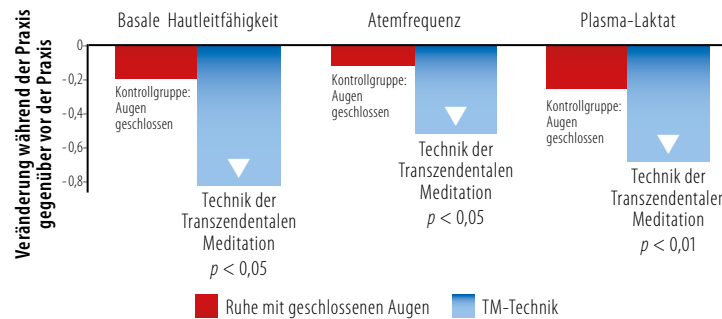 Basale Hautleitfähigkeit
Atemfrequenz
Plasma-Laktat
Veränderung während der Praxis
gegenüber vor der Praxis
0
-0,2
-0,4
-0,6
-0,8
Kontrollgruppe:
Augen
geschlossen
Technik der
Transzendentalen
Meditation
p < 0,05
Kontrollgruppe:
Augen
geschlossen
Technik der
Transzendentalen
Meditation
p < 0,05
Kontrollgruppe:
Augen
geschlossen
Technik der
Transzendentalen
Meditation
p < 0,01
Ruhe mit geschlossenen Augen
TM-Technik